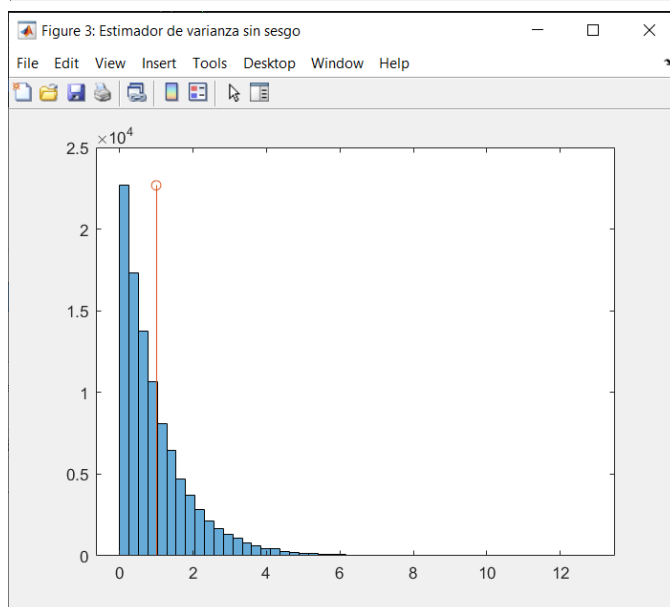 Figure 3: Estimador de varianza sin sesgo
File Edit View Insert Tools Desktop Window Help
×10⁴
2.5
2
1.5
1
0.5
0
0 2 4 6 8 10 12